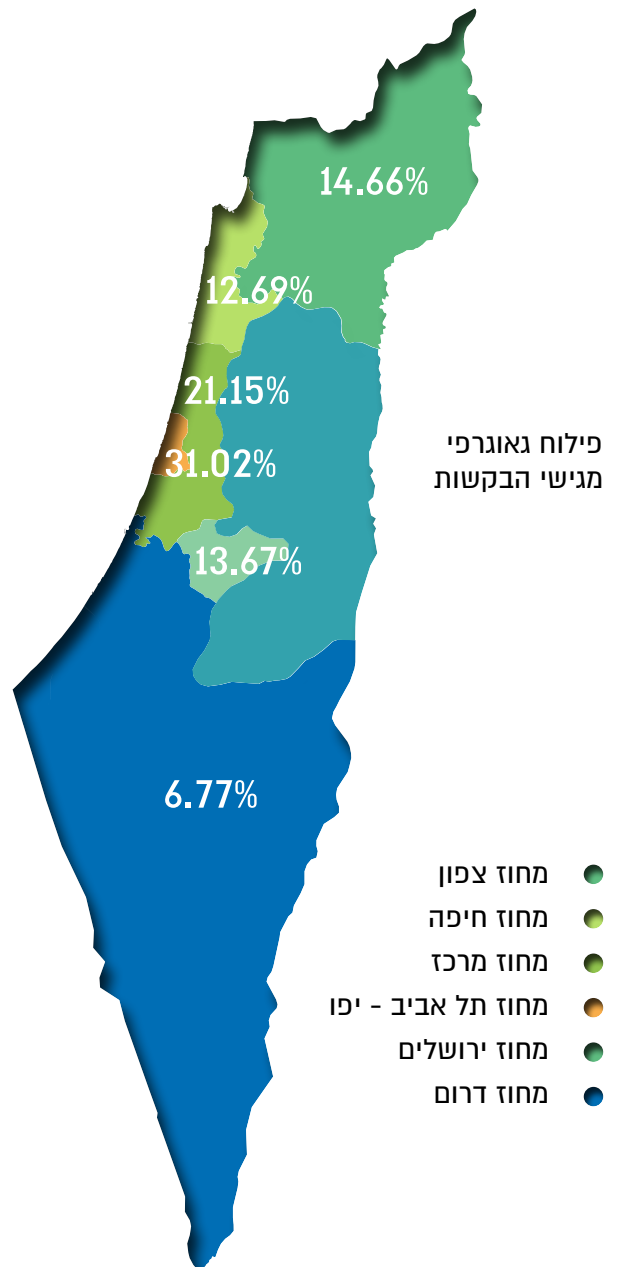 14.66%
12.69%
21.15%
31.02%
13.67%
6.77%
פילוח גאוגרפי
מגישי הבקשות
מחוז צפון
מחוז חיפה
מחוז מרכז
מחוז תל אביב - יפו
מחוז ירושלים
מחוז דרום